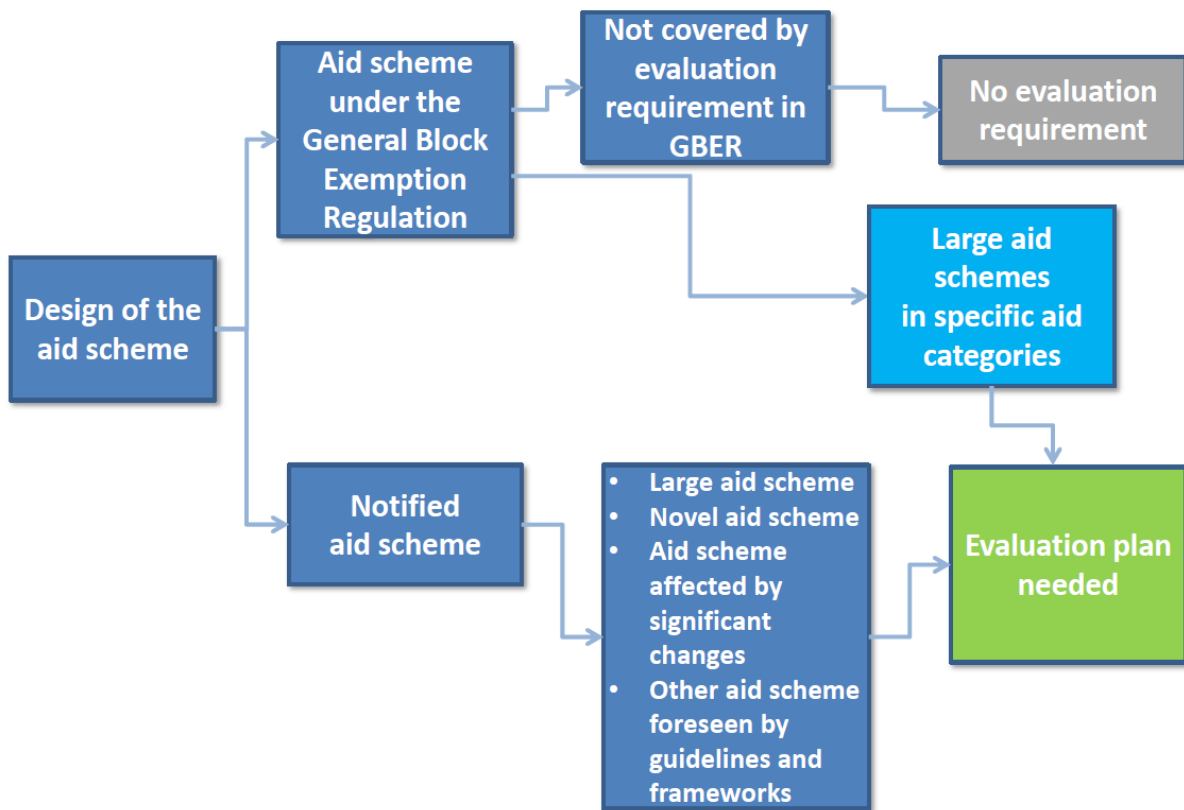 Not covered by
evaluation
requirement in
GBER
Aid scheme
under the
General Block
Exemption
Regulation
No evaluation
requirement
Large aid
schemes
in specific aid
categories
Design of the
aid scheme
Notified
aid scheme
• Large aid scheme
• Novel aid scheme
• Aid scheme
affected by
significant
changes
• Other aid scheme
foreseen by
guidelines and
frameworks
Evaluation plan
needed